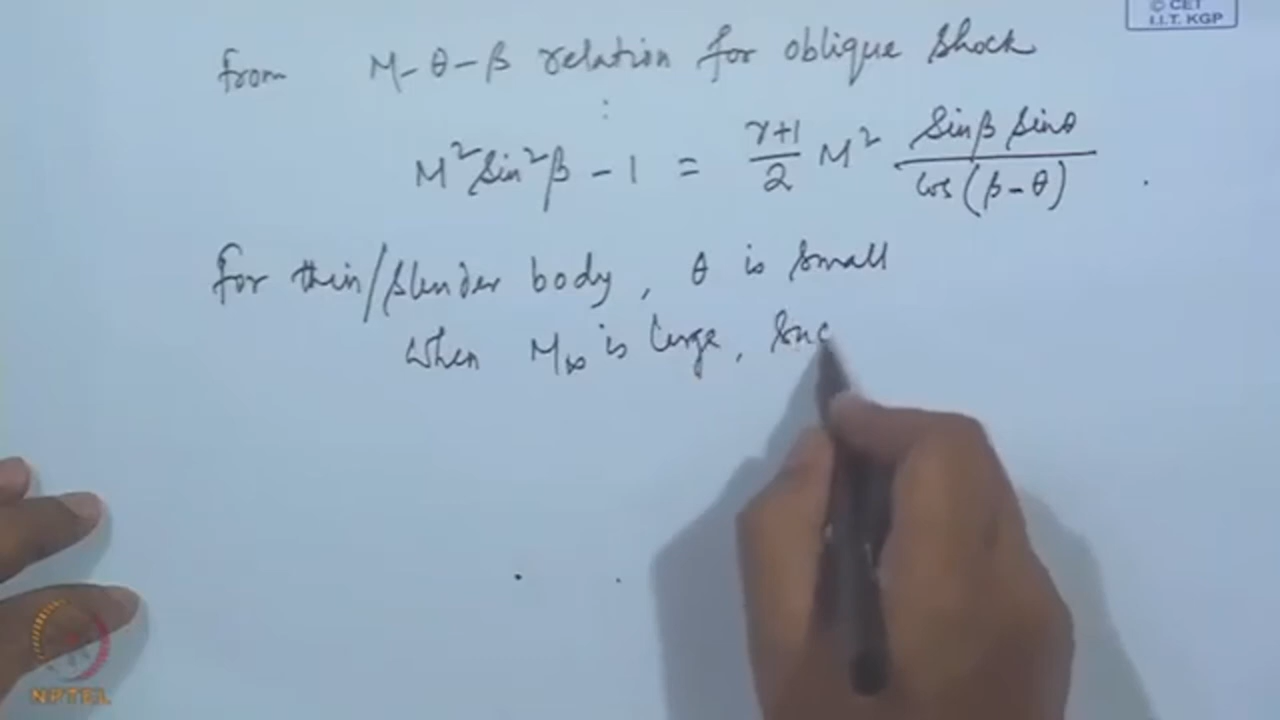 © CET
I.I.T. KGP
from M-θ-β relation for oblique shock
:
M²sin²β - 1 = γ+1/2 M² sinβ sinθ/cos(β-θ) .
for thin/slender body, θ is small
when M∞ is large,
NPTEL